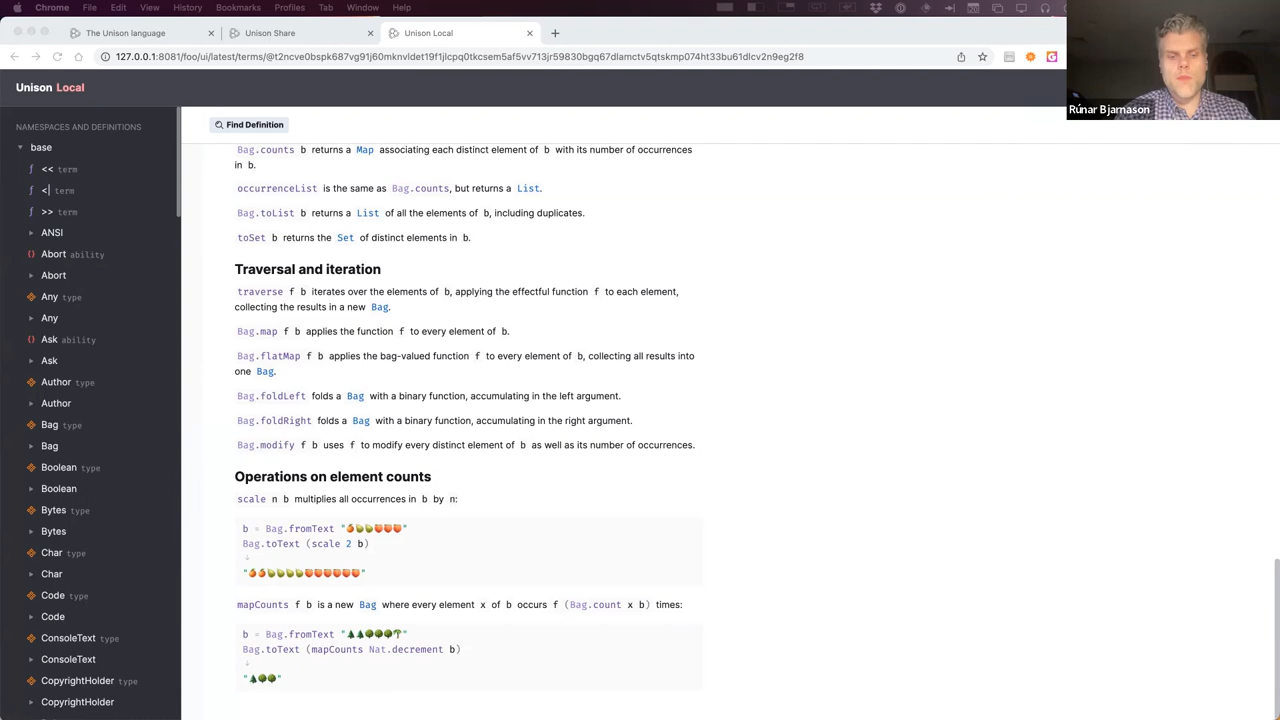 Chrome File Edit View History Bookmarks Profiles Tab Window Help
The Unison language Unison Share Unison Local
127.0.0.1:8081/foo/ui/latest/terms/@t2ncve0bspk687vg91j60mknvldet19f1jlcpq0tkcsem5af5vv713jr59830bgq67dlamctv5qtskmp074ht33bu61dlcv2n9eg2f8
Rúnar Bjarnason
Unison Local
NAMESPACES AND DEFINITIONS
base
<< term
<| term
>> term
ANSI
Abort ability
Abort
Any type
Any
Ask ability
Ask
Author type
Author
Bag type
Bag
Boolean type
Boolean
Bytes type
Bytes
Char type
Char
Code type
Code
ConsoleText type
ConsoleText
CopyrightHolder type
CopyrightHolder
Find Definition
Bag.counts b returns a Map associating each distinct element of b with its number of occurrences
in b.
occurrenceList is the same as Bag.counts, but returns a List.
Bag.toList b returns a List of all the elements of b, including duplicates.
toSet b returns the Set of distinct elements in b.
Traversal and iteration
traverse f b iterates over the elements of b, applying the effectful function f to each element,
collecting the results in a new Bag.
Bag.map f b applies the function f to every element of b.
Bag.flatMap f b applies the bag-valued function f to every element of b, collecting all results into
one Bag.
Bag.foldLeft folds a Bag with a binary function, accumulating in the left argument.
Bag.foldRight folds a Bag with a binary function, accumulating in the right argument.
Bag.modify f b uses f to modify every distinct element of b as well as its number of occurrences.
Operations on element counts
scale n b multiplies all occurrences in b by n:
b = Bag.fromText "🍊🍐🍐🍑🍑🍑"
Bag.toText (scale 2 b)
↓
"🍊🍊🍐🍐🍐🍐🍑🍑🍑🍑🍑🍑"
mapCounts f b is a new Bag where every element x of b occurs f (Bag.count x b) times:
b = Bag.fromText "🌲🌲🌳🌳🌳🌴"
Bag.toText (mapCounts Nat.decrement b)
↓
"🌲🌳🌳"